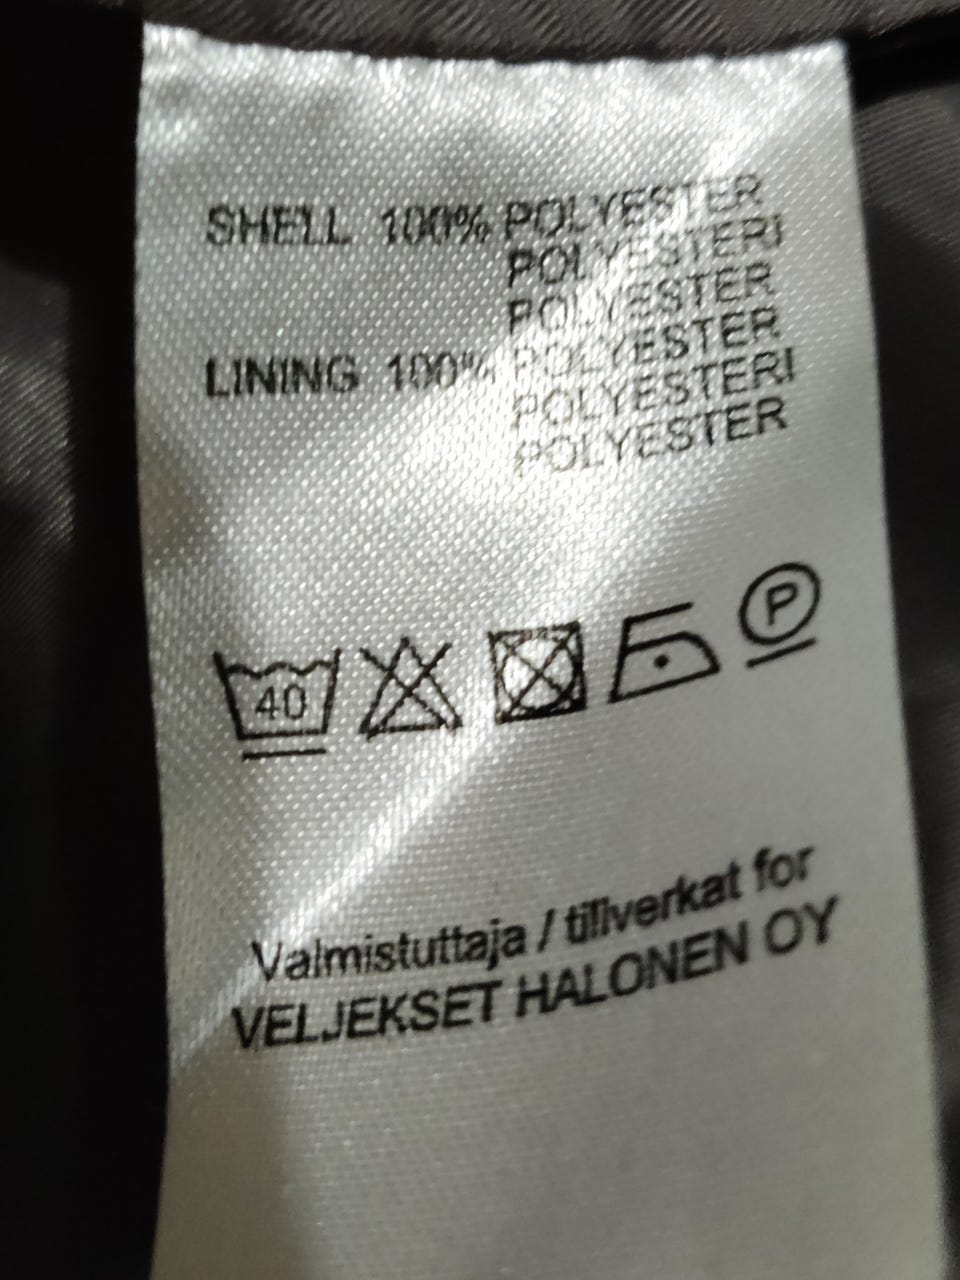 SHELL 100% POLYESTER
POLYESTERI
POLYESTER
LINING 100% POLYESTER
POLYESTERI
POLYESTER
40
P
Valmistuttaja / tillverkat for
VELJEKSET HALONEN OY